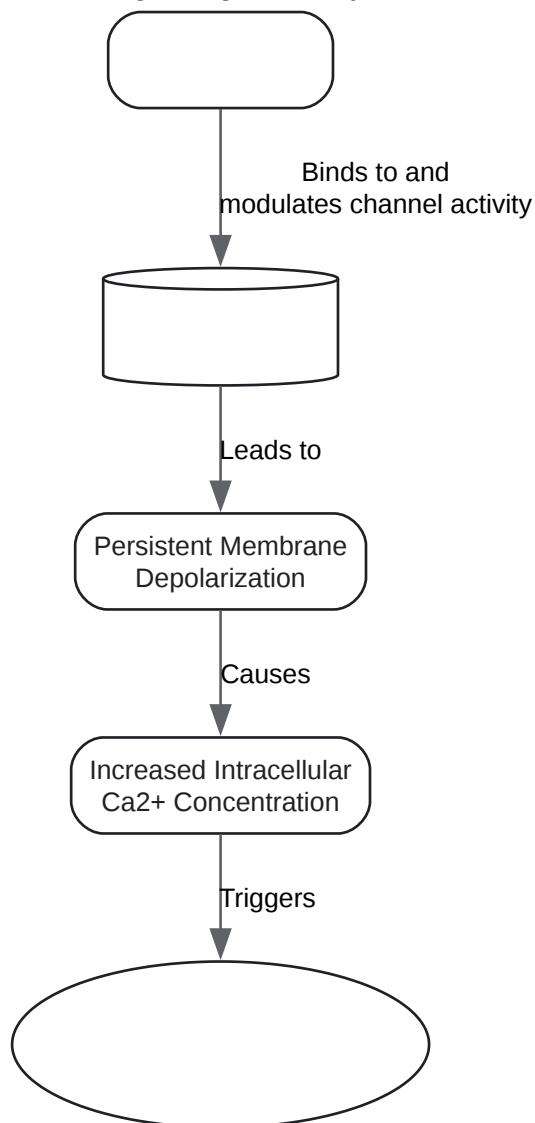 Binds to and
modulates channel activity
Leads to
Persistent Membrane
Depolarization
Causes
Increased Intracellular
Ca2+ Concentration
Triggers